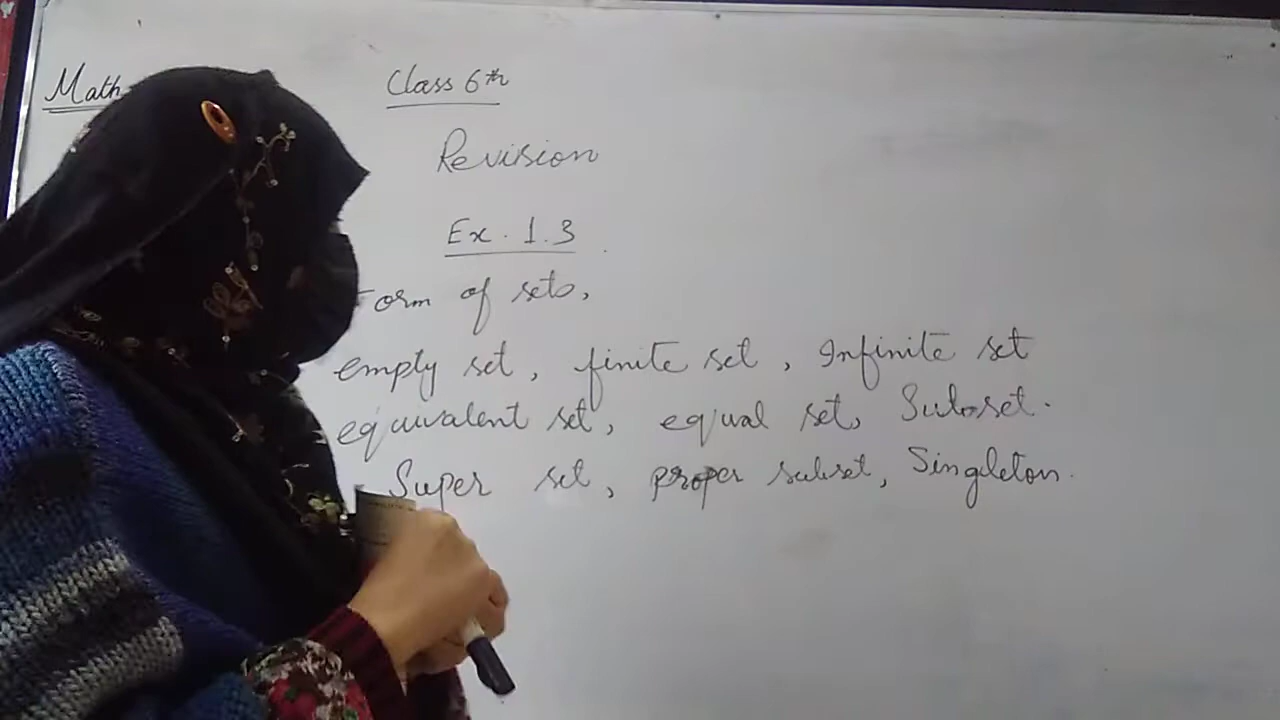 Math
Class 6th
Revision
Ex. 1.3
Form of sets,
empty set, finite set, Infinite set
equivalent set, equal set, Subset.
Super set, proper subset, Singleton.